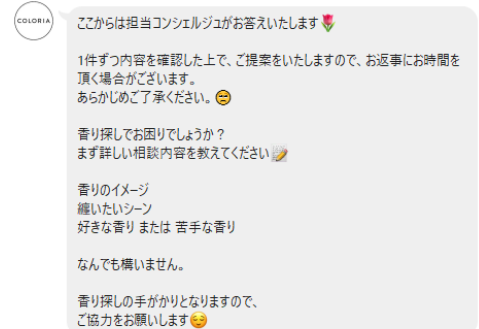 COLORIA
ここからは担当コンシェルジュがお答えいたします🌷
1件ずつ内容を確認した上で、ご提案をいたしますので、お返事にお時間を
頂く場合がございます。
あらかじめご了承ください。😔
香り探しでお困りでしょうか？
まず詳しい相談内容を教えてください📝
香りのイメージ
纏いたいシーン
好きな香り または 苦手な香り
なんでも構いません。
香り探しの手がかりとなりますので、
ご協力をお願いします😌